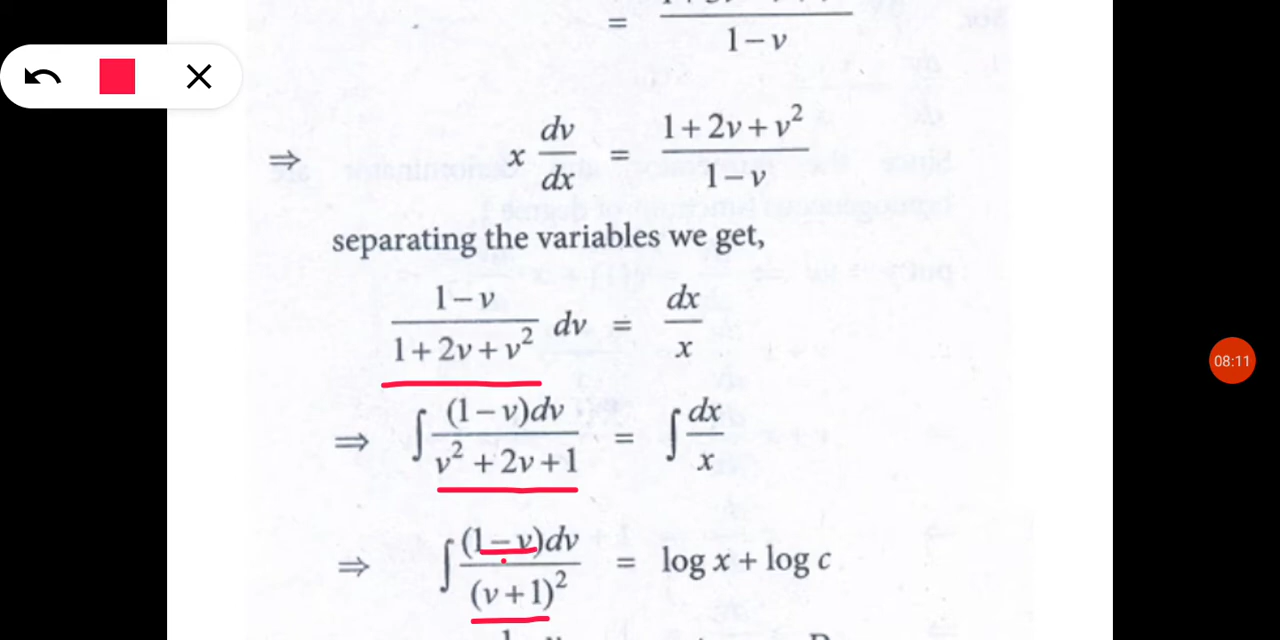 = / 1 − v
⇒ x dv/dx = 1 + 2v + v² / 1 − v
separating the variables we get,
1 − v / 1 + 2v + v² dv = dx/x
⇒ ∫ (1 − v)dv / v² + 2v + 1 = ∫ dx/x
⇒ ∫ (1 − v)dv / (v + 1)² = log x + log c
08:11